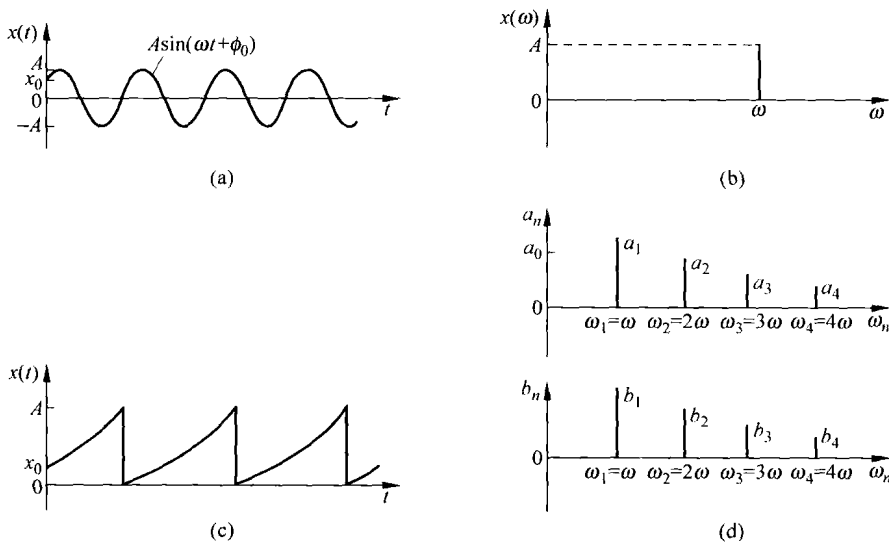 x(t)
A sin(ωt+ϕ₀)
A
x₀
0
−A
t
(a)
x(ω)
A
0
ω
ω
(b)
aₙ
a₀
a₁
a₂
a₃
a₄
0
ω₁=ω ω₂=2ω ω₃=3ω ω₄=4ω ωₙ
x(t)
A
x₀
0
t
(c)
bₙ
b₁
b₂
b₃
b₄
0
ω₁=ω ω₂=2ω ω₃=3ω ω₄=4ω ωₙ
(d)